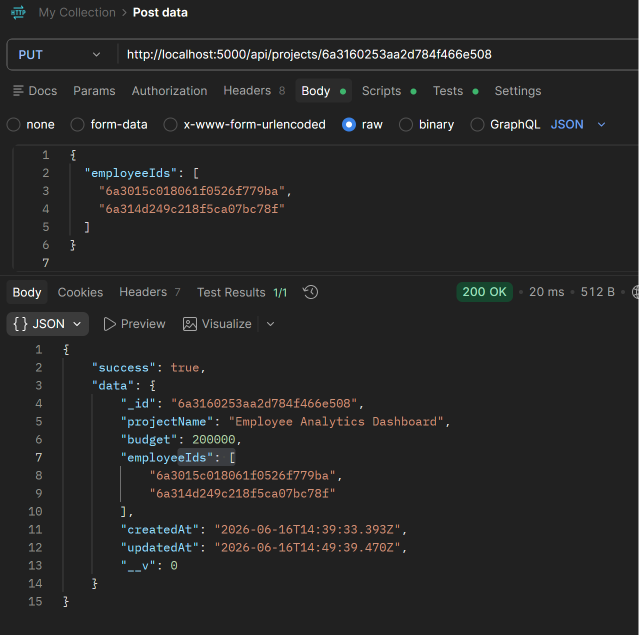 HTTP My Collection > Post data
PUT http://localhost:5000/api/projects/6a3160253aa2d784f466e508
Docs Params Authorization Headers 8 Body Scripts Tests Settings
none form-data x-www-form-urlencoded raw binary GraphQL JSON
1 {
2 "employeeIds": [
3 "6a3015c018061f0526f779ba",
4 "6a314d249c218f5ca07bc78f"
5 ]
6 }
7
Body Cookies Headers 7 Test Results 1/1 200 OK • 20 ms • 512 B •
{} JSON Preview Visualize
1 {
2 "success": true,
3 "data": {
4 "_id": "6a3160253aa2d784f466e508",
5 "projectName": "Employee Analytics Dashboard",
6 "budget": 200000,
7 "employeeIds": [
8 "6a3015c018061f0526f779ba",
9 "6a314d249c218f5ca07bc78f"
10 ],
11 "createdAt": "2026-06-16T14:39:33.393Z",
12 "updatedAt": "2026-06-16T14:49:39.470Z",
13 "__v": 0
14 }
15 }